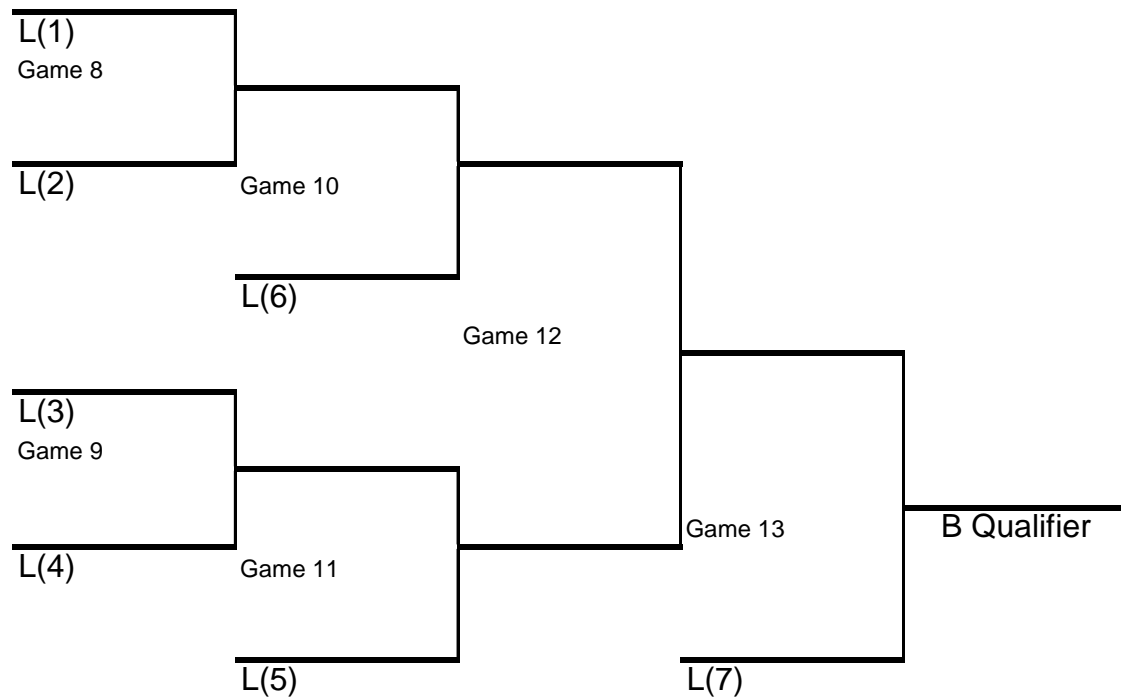 L(1)
Game 8
L(2)
Game 10
L(6)
Game 12
L(3)
Game 9
Game 13
B Qualifier
L(4)
Game 11
L(5)
L(7)